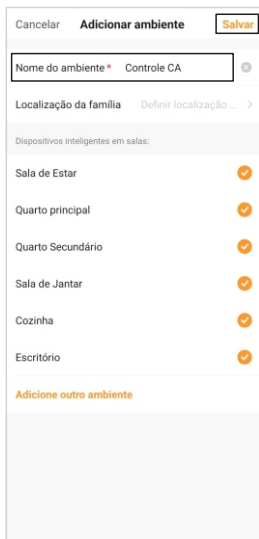 Cancelar Adicionar ambiente Salvar
Nome do ambiente* Controle CA
Localização da família Definir localização ... >
Dispositivos inteligentes em salas:
Sala de Estar
Quarto principal
Quarto Secundário
Sala de Jantar
Cozinha
Escritório
Adicione outro ambiente